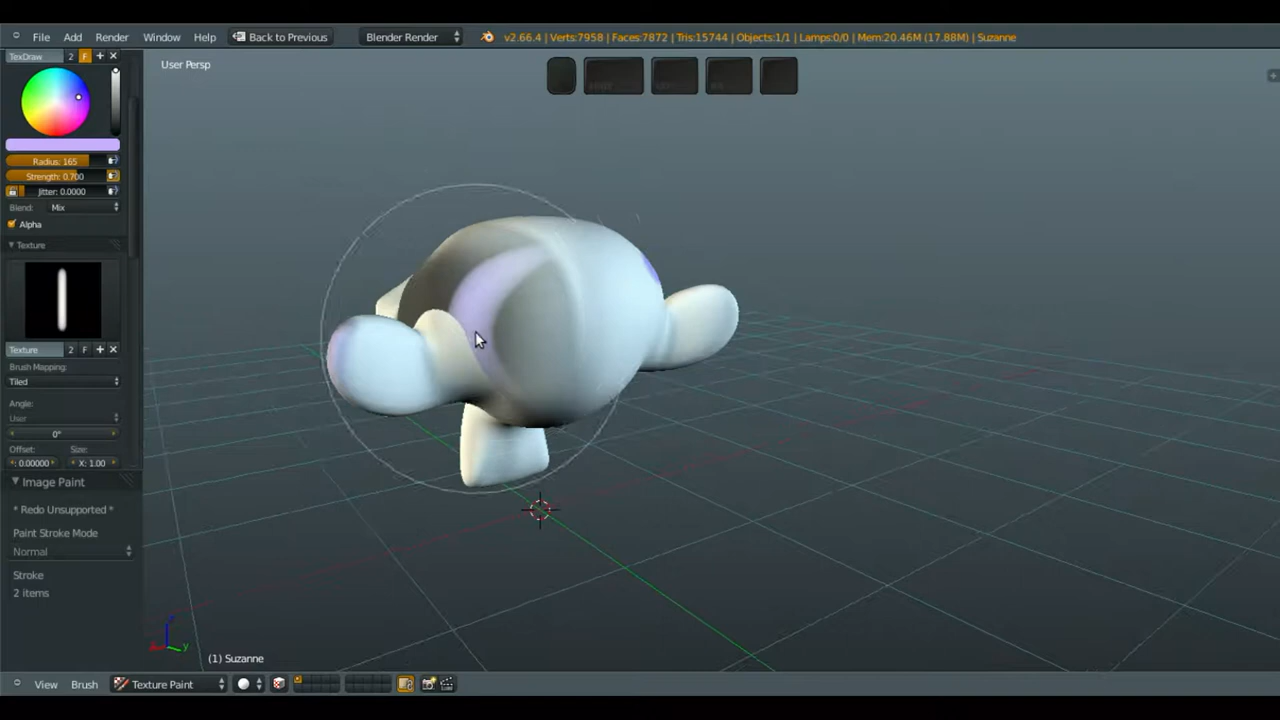 File Add Render Window Help Back to Previous Blender Render v2.66.4 | Verts:7958 | Faces:7872 | Tris:15744 | Objects:1/1 | Lamps:0/0 | Mem:20.46M (17.88M) | Suzanne
TexDraw 2 F
User Persp
Radius: 165
Strength: 0.700
Jitter: 0.0000
Blend: Mix
Alpha
Texture
Texture 2 F
Brush Mapping:
Tiled
Angle:
User
0°
Offset: Size:
0.00000 X: 1.00
Image Paint
* Redo Unsupported *
Paint Stroke Mode
Normal
Stroke
2 items
z
y
(1) Suzanne
View Brush Texture Paint